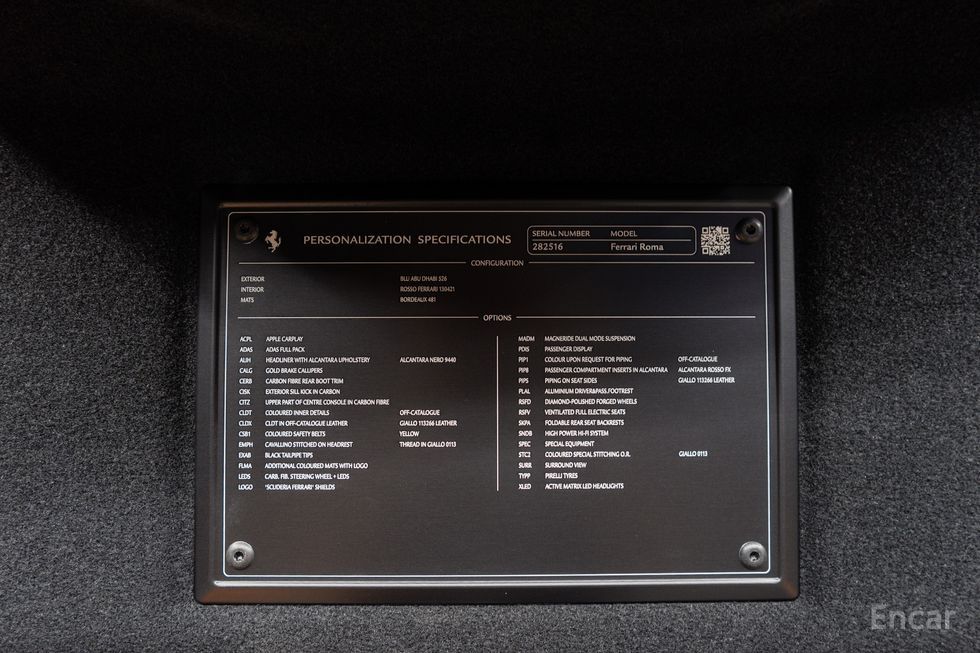 PERSONALIZATION SPECIFICATIONS
SERIAL NUMBER MODEL
282516 Ferrari Roma
CONFIGURATION
EXTERIOR BLU ABU DHABI 526
INTERIOR ROSSO FERRARI 130421
MATS BORDEAUX 481
OPTIONS
ACPL APPLE CARPLAY
ADAS ADAS FULL PACK
ALIH HEADLINER WITH ALCANTARA UPHOLSTERY ALCANTARA NERO 9440
CALG GOLD BRAKE CALLIPERS
CERB CARBON FIBRE REAR BOOT TRIM
CISK EXTERIOR SILL KICK IN CARBON
CITZ UPPER PART OF CENTRE CONSOLE IN CARBON FIBRE
CLDT COLOURED INNER DETAILS OFF-CATALOGUE
CLDX CLDT IN OFF-CATALOGUE LEATHER GIALLO 113266 LEATHER
CSB1 COLOURED SAFETY BELTS YELLOW
EMPH CAVALLINO STITCHED ON HEADREST THREAD IN GIALLO 0113
EXAB BLACK TAILPIPE TIPS
FLMA ADDITIONAL COLOURED MATS WITH LOGO
LEDS CARB. FIB. STEERING WHEEL + LEDS
LOGO "SCUDERIA FERRARI" SHIELDS
MADM MAGNERIDE DUAL MODE SUSPENSION
PDIS PASSENGER DISPLAY
PIP1 COLOUR UPON REQUEST FOR PIPING OFF-CATALOGUE
PIP8 PASSENGER COMPARTMENT INSERTS IN ALCANTARA ALCANTARA ROSSO FX
PIPS PIPING ON SEAT SIDES GIALLO 113266 LEATHER
PLAL ALUMINIUM DRIVER&PASS.FOOTREST
RSFD DIAMOND-POLISHED FORGED WHEELS
RSFV VENTILATED FULL ELECTRIC SEATS
SKPA FOLDABLE REAR SEAT BACKRESTS
SNDB HIGH POWER HI-FI SYSTEM
SPEC SPECIAL EQUIPMENT
STC2 COLOURED SPECIAL STITCHING O.R. GIALLO 0113
SURR SURROUND VIEW
TYPP PIRELLI TYRES
XLED ACTIVE MATRIX LED HEADLIGHTS
Encar